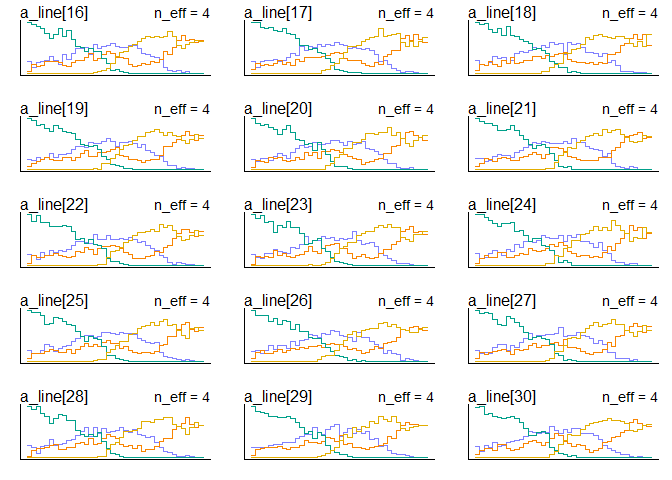 a_line[16] n_eff = 4 a_line[17] n_eff = 4 a_line[18] n_eff = 4
a_line[19] n_eff = 4 a_line[20] n_eff = 4 a_line[21] n_eff = 4
a_line[22] n_eff = 4 a_line[23] n_eff = 4 a_line[24] n_eff = 4
a_line[25] n_eff = 4 a_line[26] n_eff = 4 a_line[27] n_eff = 4
a_line[28] n_eff = 4 a_line[29] n_eff = 4 a_line[30] n_eff = 4